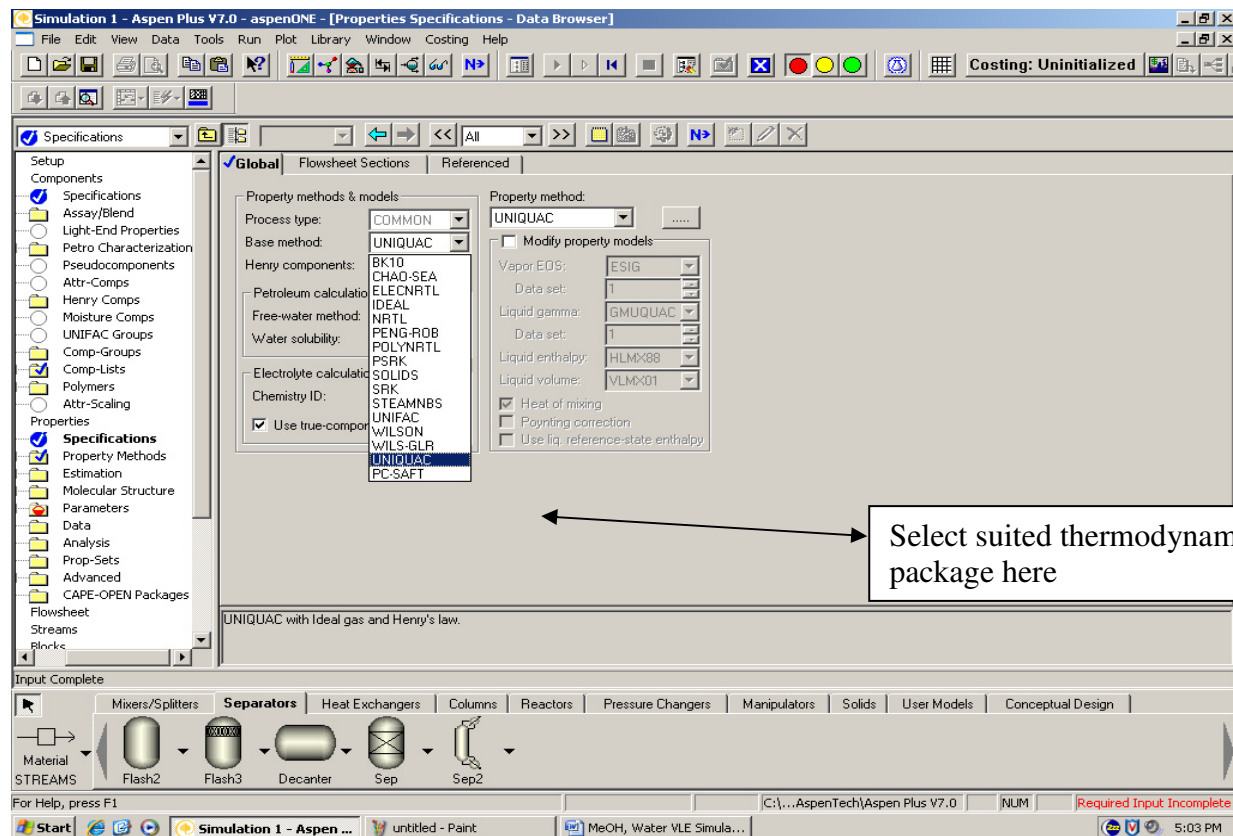 Simulation 1 - Aspen Plus V7.0 - aspenONE - [Properties Specifications - Data Browser]
File Edit View Data Tools Run Plot Library Window Costing Help
N> Costing: Uninitialized
Specifications << All >> N>
Setup
Components
Specifications
Assay/Blend
Light-End Properties
Petro Characterization
Pseudocomponents
Attr-Comps
Henry Comps
Moisture Comps
UNIFAC Groups
Comp-Groups
Comp-Lists
Polymers
Attr-Scaling
Properties
Specifications
Property Methods
Estimation
Molecular Structure
Parameters
Data
Analysis
Prop-Sets
Advanced
CAPE-OPEN Packages
Flowsheet
Streams
Blocks
Global Flowsheet Sections Referenced
Property methods & models
Process type: COMMON
Base method: UNIQUAC
Henry components:
Petroleum calculatio
Free-water method:
Water solubility:
Electrolyte calculatic
Chemistry ID:
Use true-compor
BK10
CHAO-SEA
ELECNRTL
IDEAL
NRTL
PENG-ROB
POLYNRTL
PSRK
SOLIDS
SRK
STEAMNBS
UNIFAC
WILSON
WILS-GLR
UNIQUAC
PC-SAFT
Property method:
UNIQUAC .....
Modify property models
Vapor EOS: ESIG
Data set: 1
Liquid gamma: GMUQUAC
Data set: 1
Liquid enthalpy: HLMX88
Liquid volume: VLMX01
Heat of mixing
Poynting correction
Use liq. reference-state enthalpy
Select suited thermodynam
package here
UNIQUAC with Ideal gas and Henry's law.
Input Complete
Mixers/Splitters Separators Heat Exchangers Columns Reactors Pressure Changers Manipulators Solids User Models Conceptual Design
Material
STREAMS Flash2 Flash3 Decanter Sep Sep2
For Help, press F1 C:\...AspenTech\Aspen Plus V7.0 NUM Required Input Incomplete
Start Simulation 1 - Aspen ... untitled - Paint MeOH, Water VLE Simula... 5:03 PM